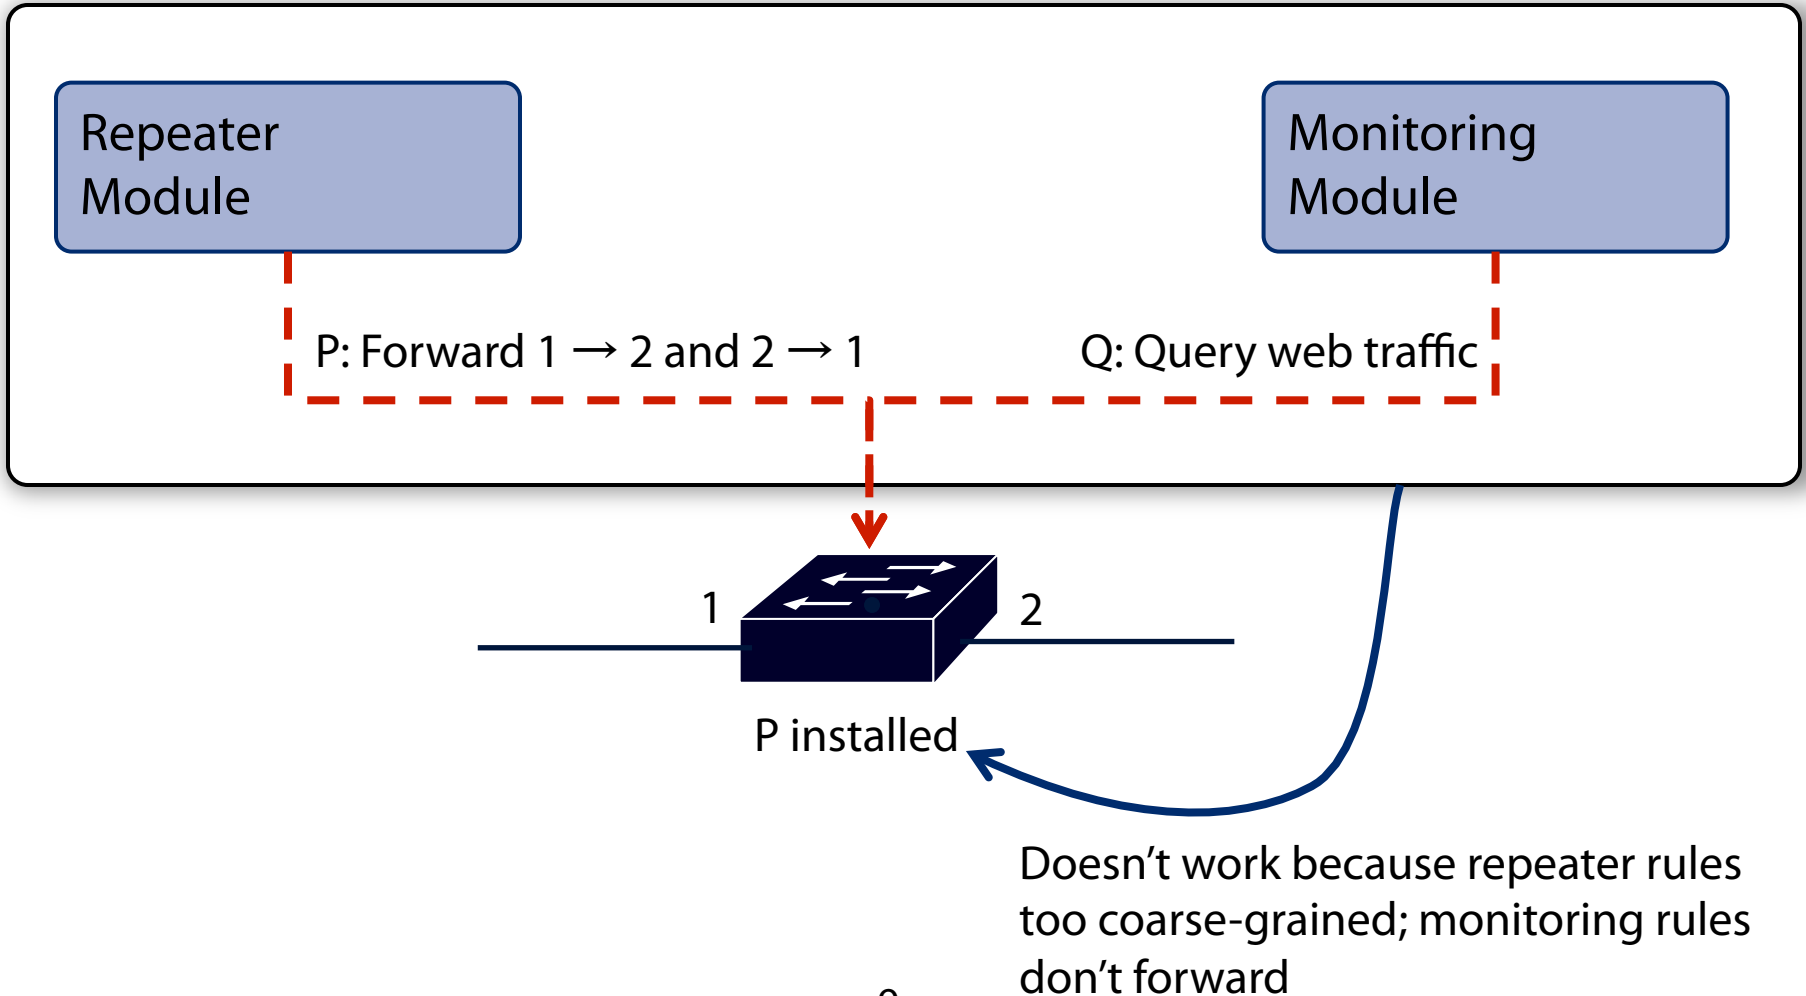 Repeater
Module
Monitoring
Module
P: Forward 1 → 2 and 2 → 1
Q: Query web traffic
1
2
P installed
Doesn’t work because repeater rules
too coarse-grained; monitoring rules
don’t forward